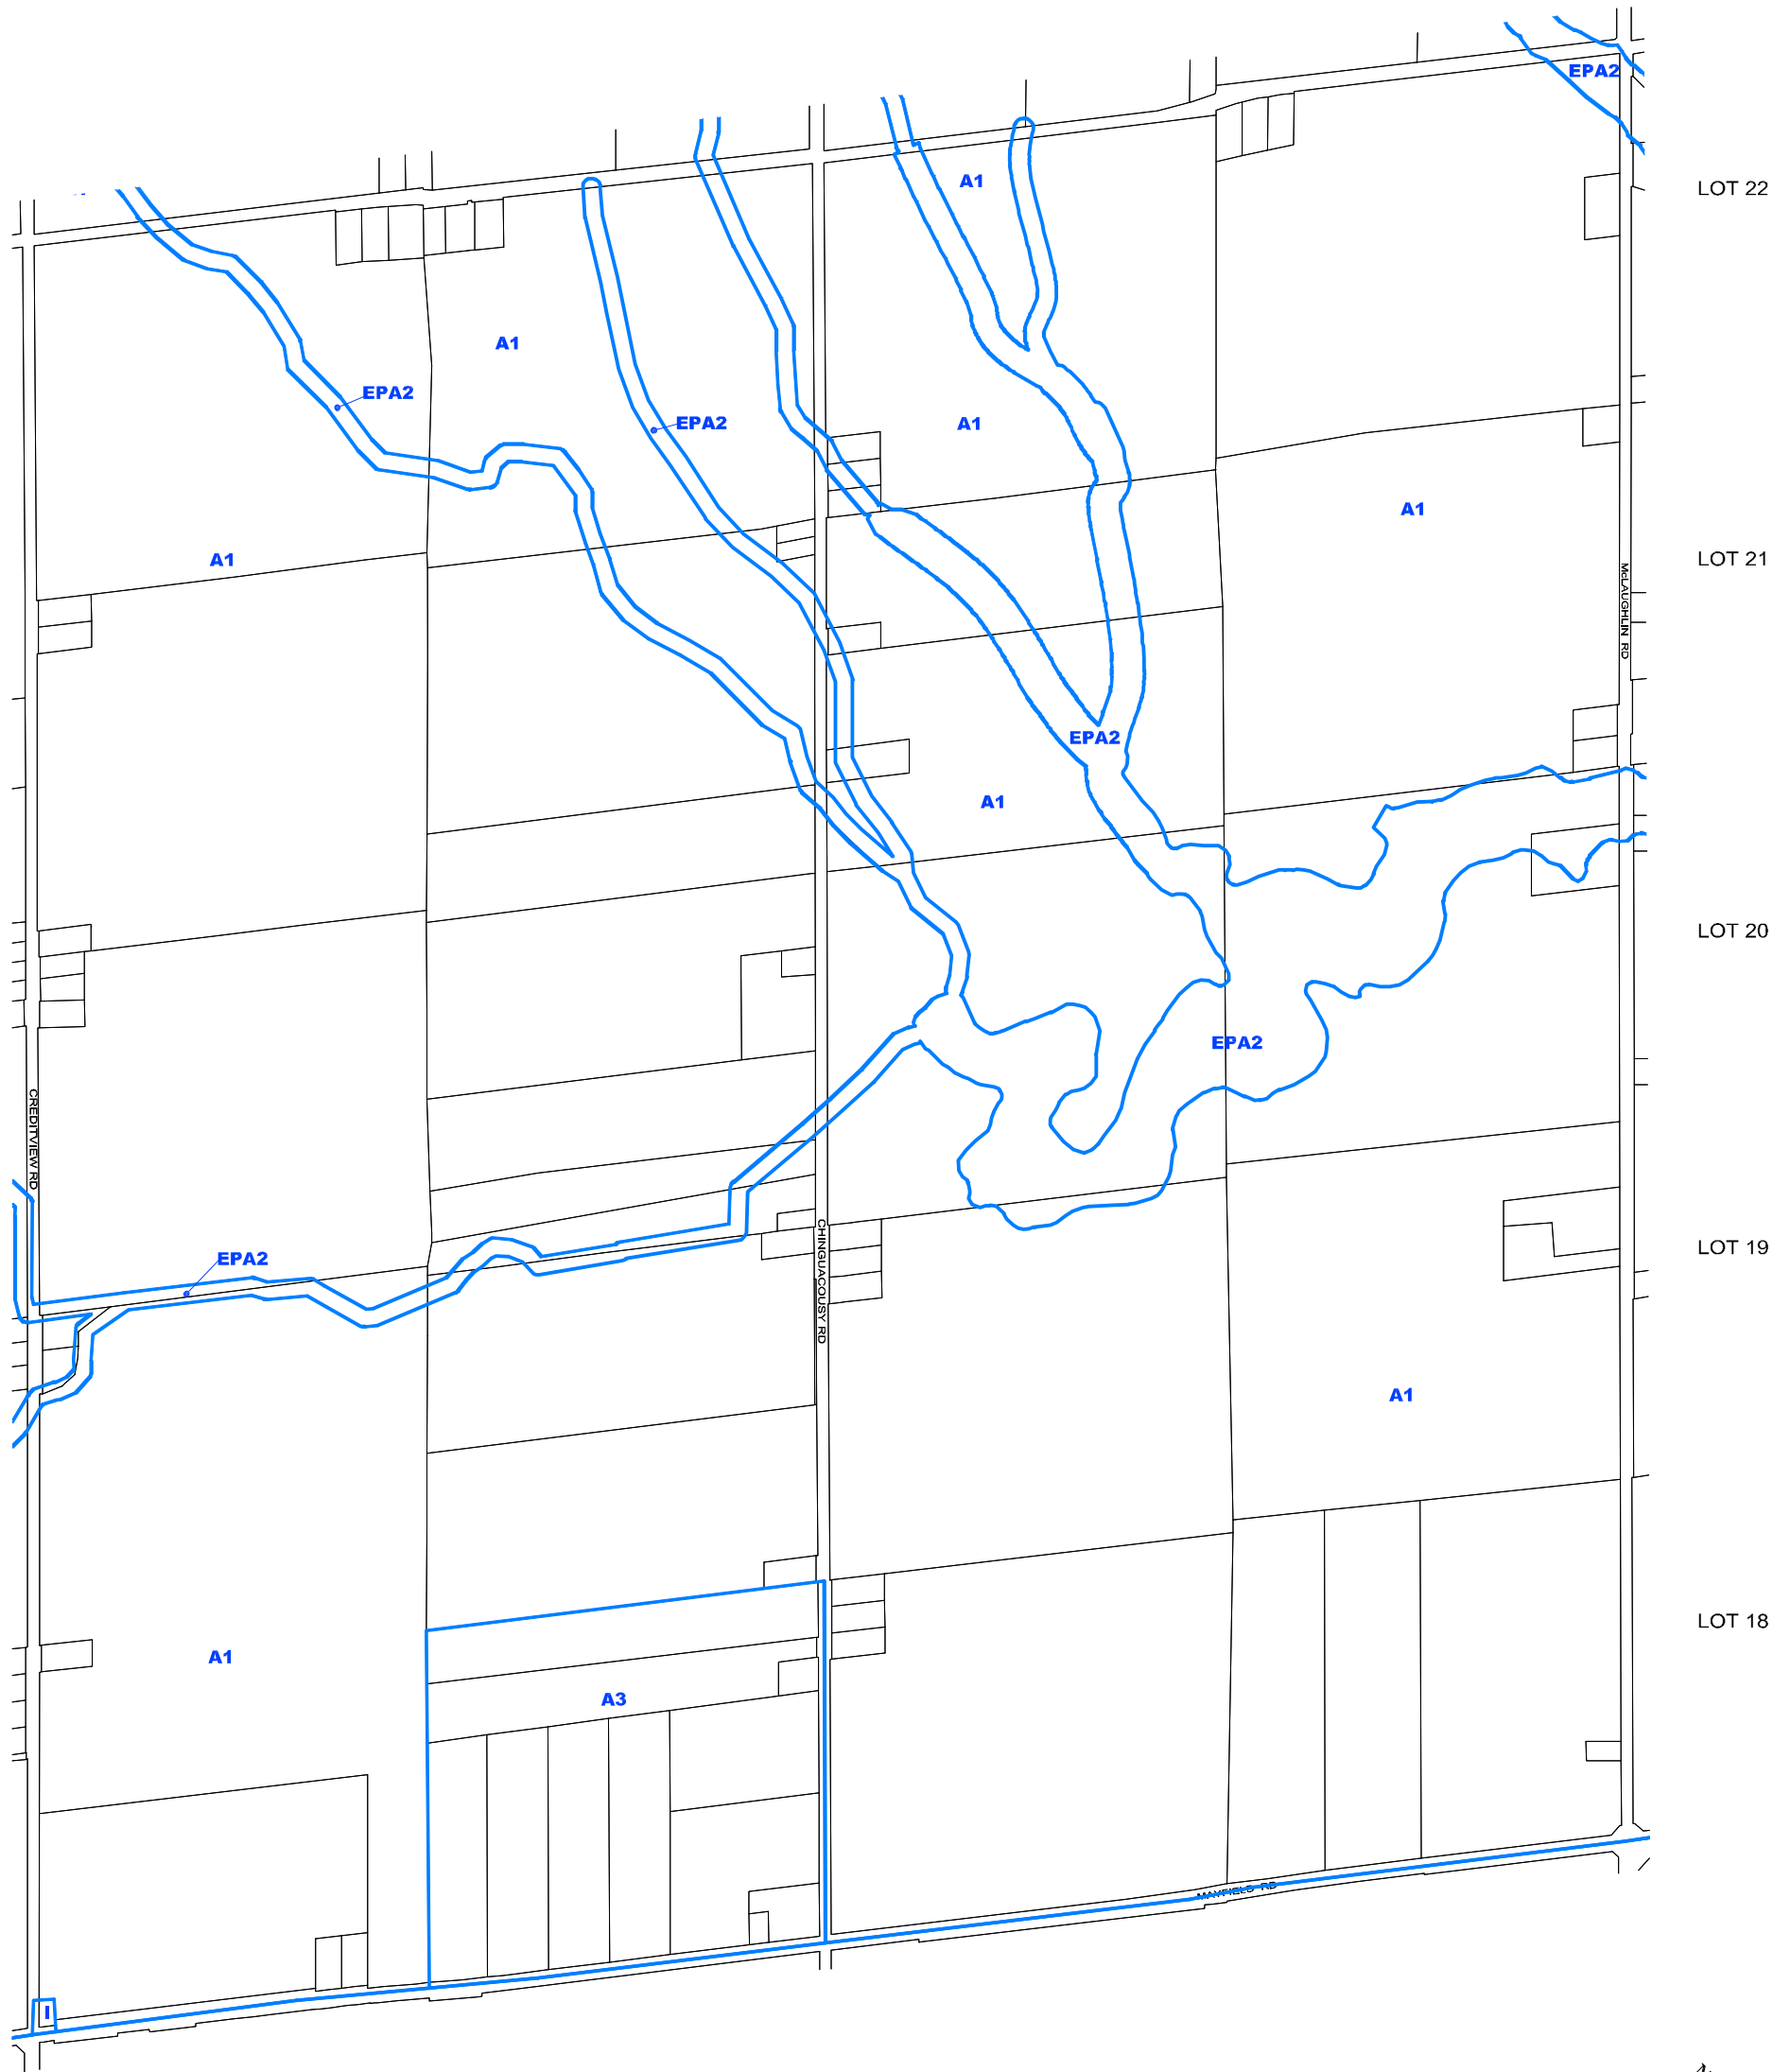 EPA2
A1
LOT 22
A1
EPA2
EPA2
A1
A1
A1
LOT 21
McLAUGHLIN RD
EPA2
A1
LOT 20
EPA2
CREDITVIEW RD
EPA2
LOT 19
CHINGUACOUSY RD
A1
LOT 18
A1
A3
MAYFIELD RD
I